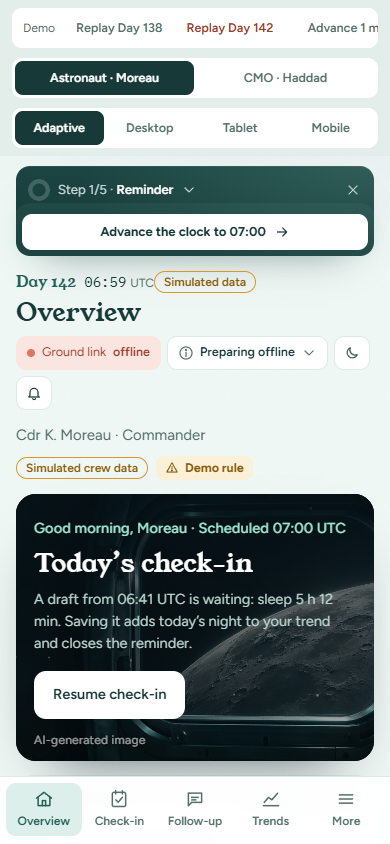 Demo Replay Day 138 Replay Day 142 Advance 1 m
Astronaut · Moreau CMO · Haddad
Adaptive Desktop Tablet Mobile
Step 1/5 · Reminder
Advance the clock to 07:00 →
Day 142 06:59 UTC Simulated data
Overview
Ground link offline Preparing offline
Cdr K. Moreau · Commander
Simulated crew data Demo rule
Good morning, Moreau · Scheduled 07:00 UTC
Today’s check-in
A draft from 06:41 UTC is waiting: sleep 5 h 12
min. Saving it adds today’s night to your trend
and closes the reminder.
Resume check-in
AI-generated image
Overview Check-in Follow-up Trends More